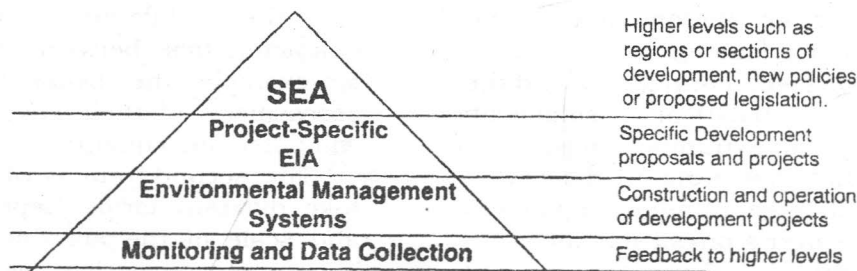 Higher levels such as
regions or sections of
development, new policies
or proposed legislation.
SEA
Project-Specific
EIA
Specific Development
proposals and projects
Environmental Management
Systems
Construction and operation
of development projects
Monitoring and Data Collection
Feedback to higher levels